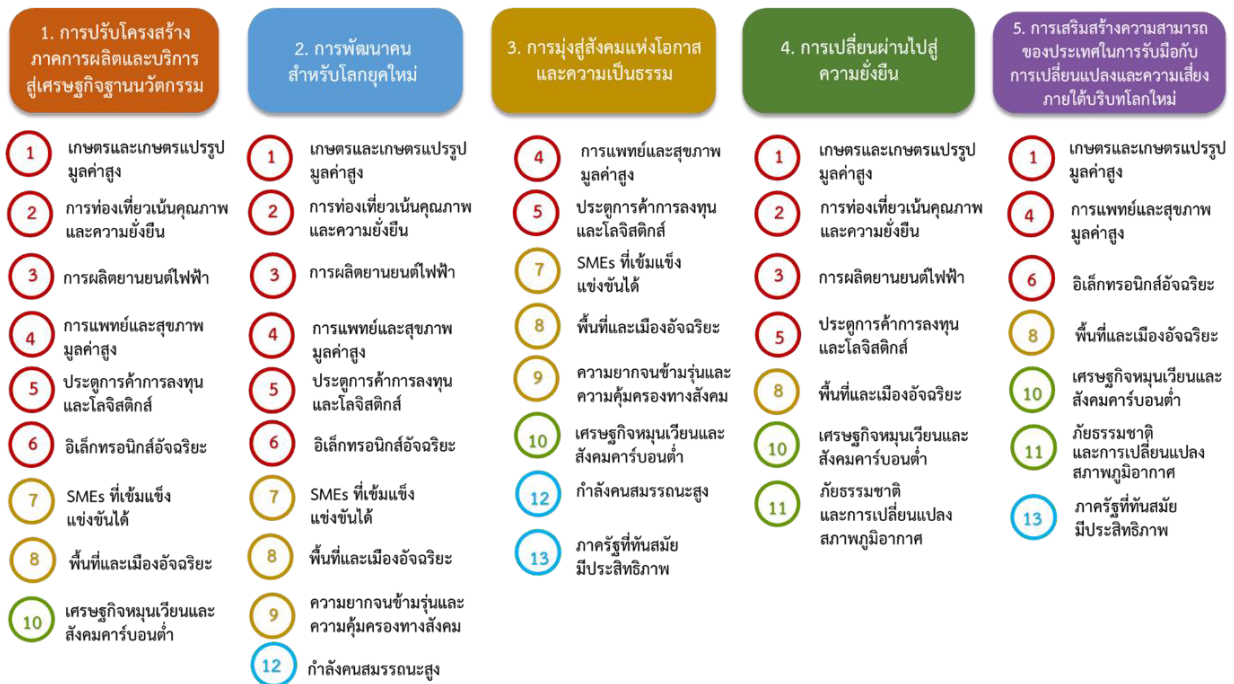 1. การปรับโครงสร้าง
ภาคการผลิตและบริการ
สู่เศรษฐกิจฐานนวัตกรรม
1
เกษตรและเกษตรแปรรูป
มูลค่าสูง
2
การท่องเที่ยวเน้นคุณภาพ
และความยั่งยืน
3
การผลิตยานยนต์ไฟฟ้า
4
การแพทย์และสุขภาพ
มูลค่าสูง
5
ประตูการค้าการลงทุน
และโลจิสติกส์
6
อิเล็กทรอนิกส์อัจฉริยะ
7
SMEs ที่เข้มแข็ง
แข่งขันได้
8
พื้นที่และเมืองอัจฉริยะ
10
เศรษฐกิจหมุนเวียนและ
สังคมคาร์บอนต่ำ
2. การพัฒนาคน
สำหรับโลกยุคใหม่
1
เกษตรและเกษตรแปรรูป
มูลค่าสูง
2
การท่องเที่ยวเน้นคุณภาพ
และความยั่งยืน
3
การผลิตยานยนต์ไฟฟ้า
4
การแพทย์และสุขภาพ
มูลค่าสูง
5
ประตูการค้าการลงทุน
และโลจิสติกส์
6
อิเล็กทรอนิกส์อัจฉริยะ
7
SMEs ที่เข้มแข็ง
แข่งขันได้
8
พื้นที่และเมืองอัจฉริยะ
9
ความยากจนข้ามรุ่นและ
ความคุ้มครองทางสังคม
12
กำลังคนสมรรถนะสูง
3. การมุ่งสู่สังคมแห่งโอกาส
และความเป็นธรรม
4
การแพทย์และสุขภาพ
มูลค่าสูง
5
ประตูการค้าการลงทุน
และโลจิสติกส์
7
SMEs ที่เข้มแข็ง
แข่งขันได้
8
พื้นที่และเมืองอัจฉริยะ
9
ความยากจนข้ามรุ่นและ
ความคุ้มครองทางสังคม
10
เศรษฐกิจหมุนเวียนและ
สังคมคาร์บอนต่ำ
12
กำลังคนสมรรถนะสูง
13
ภาครัฐที่ทันสมัย
มีประสิทธิภาพ
4. การเปลี่ยนผ่านไปสู่
ความยั่งยืน
1
เกษตรและเกษตรแปรรูป
มูลค่าสูง
2
การท่องเที่ยวเน้นคุณภาพ
และความยั่งยืน
3
การผลิตยานยนต์ไฟฟ้า
5
ประตูการค้าการลงทุน
และโลจิสติกส์
8
พื้นที่และเมืองอัจฉริยะ
10
เศรษฐกิจหมุนเวียนและ
สังคมคาร์บอนต่ำ
11
ภัยธรรมชาติ
และการเปลี่ยนแปลง
สภาพภูมิอากาศ
5. การเสริมสร้างความสามารถ
ของประเทศในการรับมือกับ
การเปลี่ยนแปลงและความเสี่ยง
ภายใต้บริบทโลกใหม่
1
เกษตรและเกษตรแปรรูป
มูลค่าสูง
4
การแพทย์และสุขภาพ
มูลค่าสูง
6
อิเล็กทรอนิกส์อัจฉริยะ
8
พื้นที่และเมืองอัจฉริยะ
10
เศรษฐกิจหมุนเวียนและ
สังคมคาร์บอนต่ำ
11
ภัยธรรมชาติ
และการเปลี่ยนแปลง
สภาพภูมิอากาศ
13
ภาครัฐที่ทันสมัย
มีประสิทธิภาพ